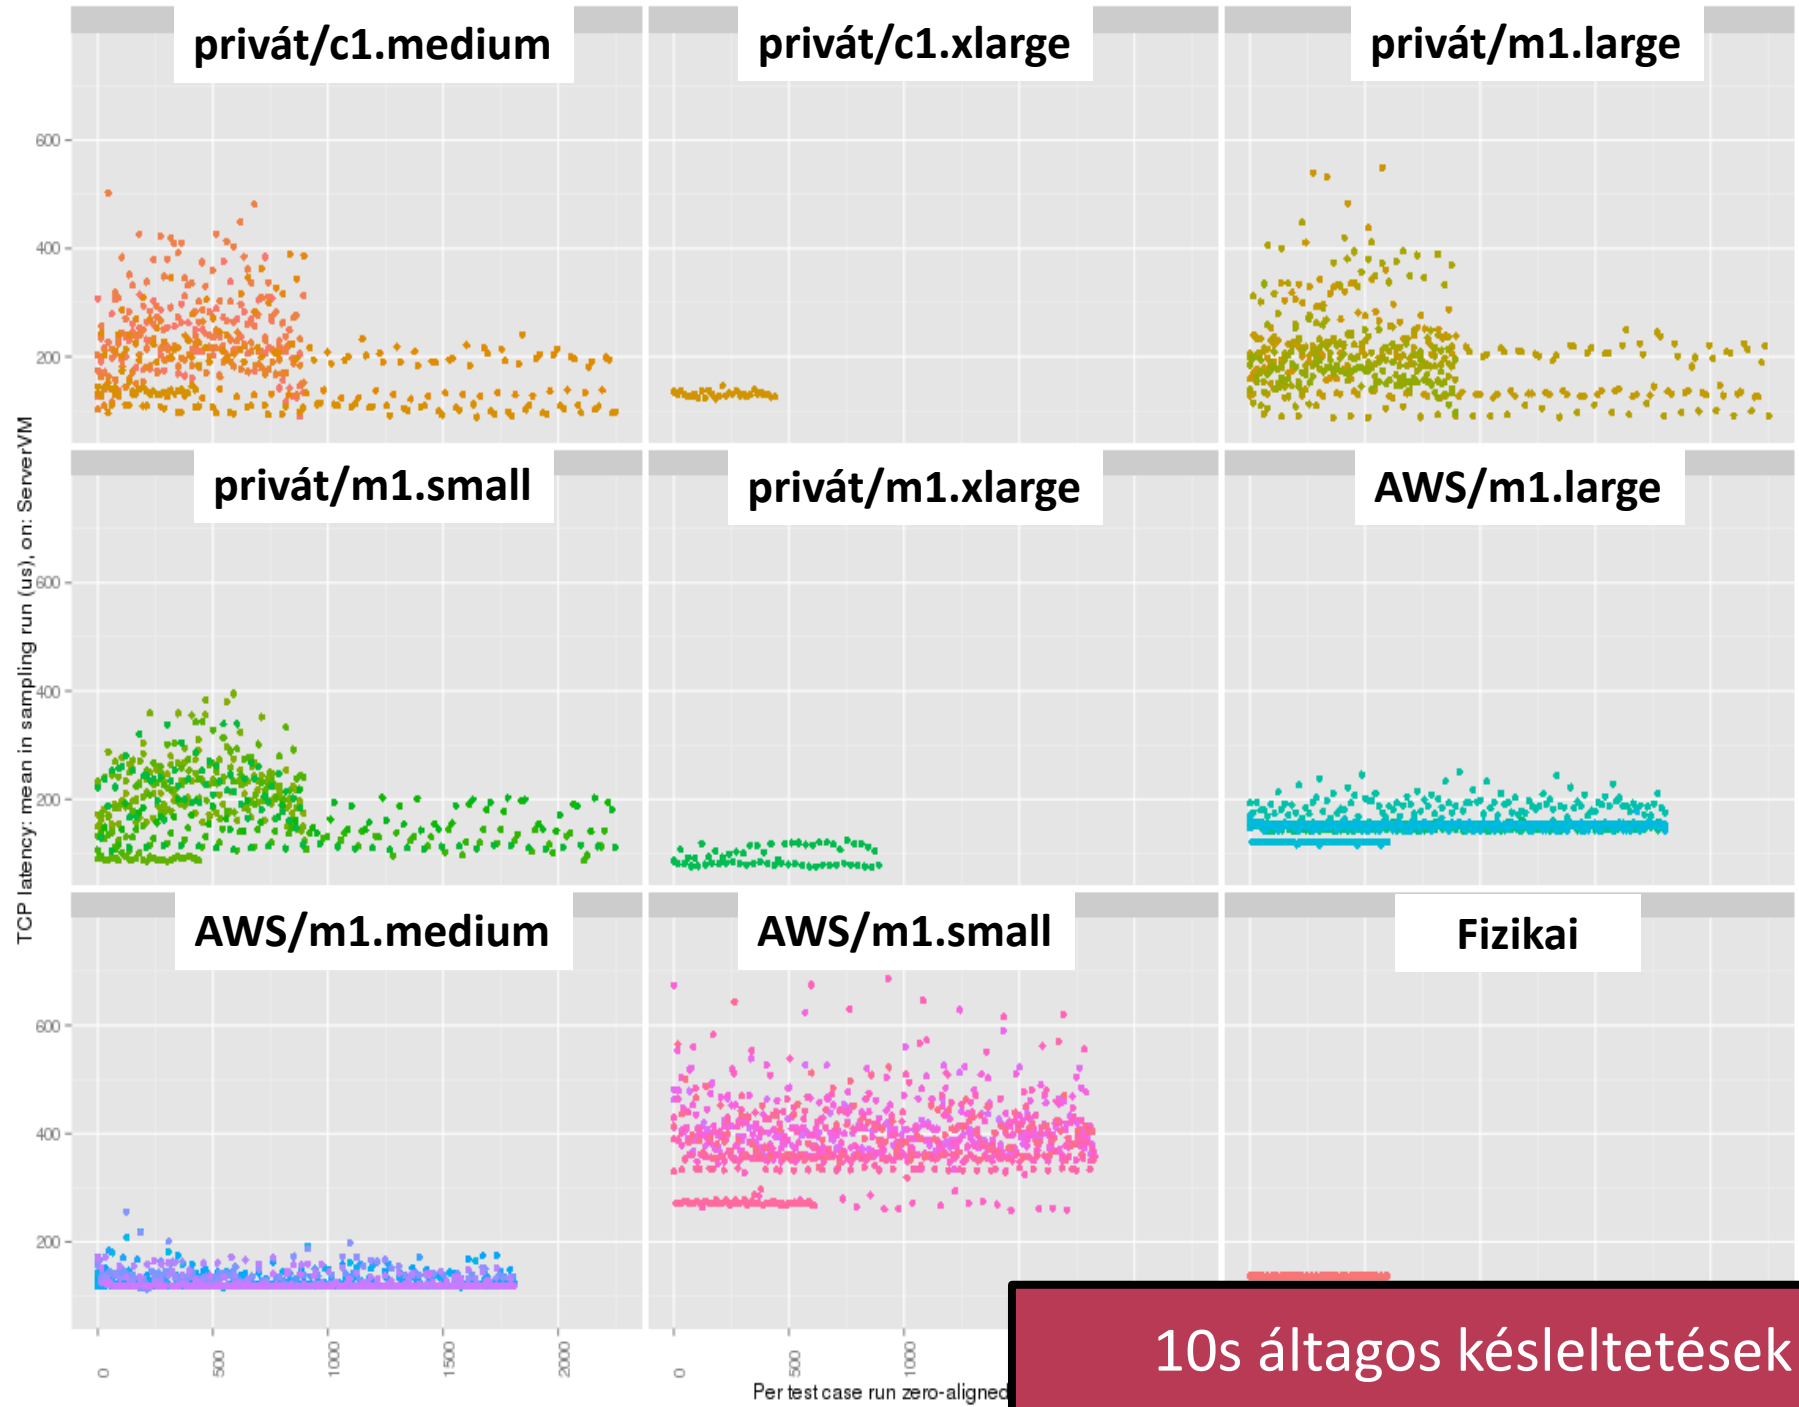 privát/c1.medium
privát/c1.xlarge
privát/m1.large
600
400
200
privát/m1.small
privát/m1.xlarge
AWS/m1.large
600
400
200
AWS/m1.medium
AWS/m1.small
Fizikai
600
400
200
TCP latency: mean in sampling run (us), on: ServerVM
0
500
1000
1500
2000
0
500
1000
Per test case run zero-aligned
10s áltagos késleltetések